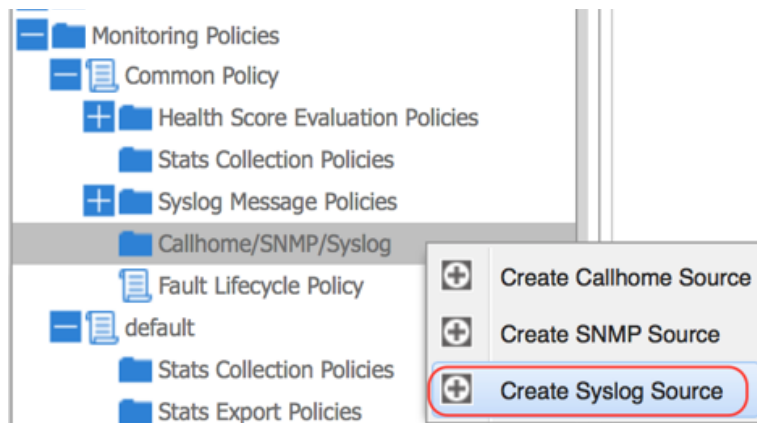 Monitoring Policies
Common Policy
Health Score Evaluation Policies
Stats Collection Policies
Syslog Message Policies
Callhome/SNMP/Syslog
Fault Lifecycle Policy
default
Stats Collection Policies
Stats Export Policies
Create Callhome Source
Create SNMP Source
Create Syslog Source